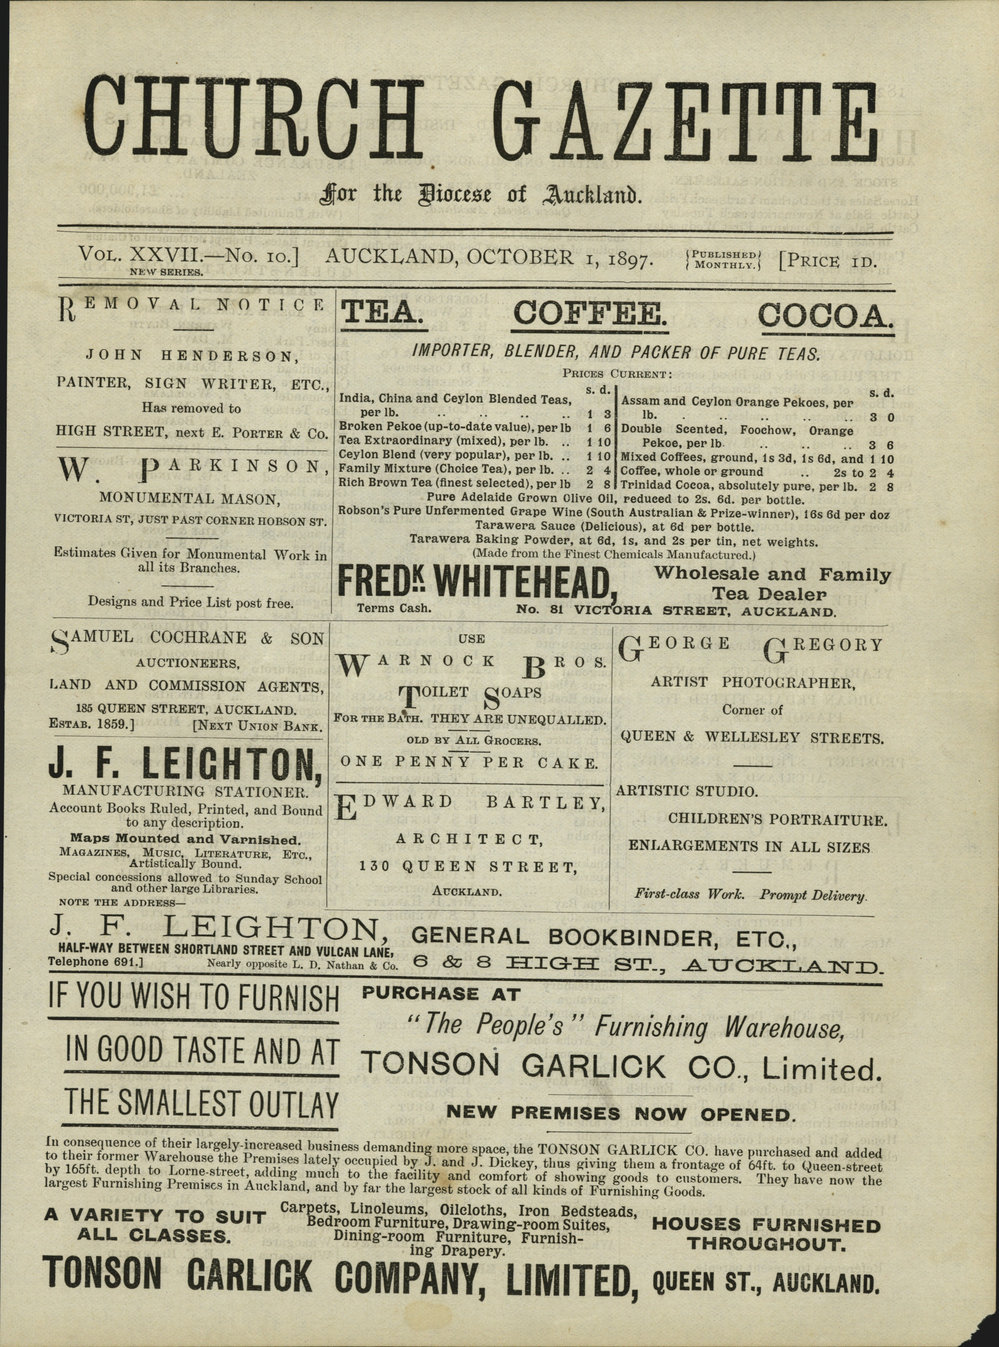 CHURCH GAZETTE
For the Diocese of Auckland.
VOL. XXVII.—NO. 10.] AUCKLAND, OCTOBER 1, 1897. {PUBLISHED MONTHLY.} [PRICE 1D.
NEW SERIES.
REMOVAL NOTICE
JOHN HENDERSON,
PAINTER, SIGN WRITER, ETC.,
Has removed to
HIGH STREET, next E. PORTER & Co.
W. PARKINSON,
MONUMENTAL MASON,
VICTORIA ST, JUST PAST CORNER HOBSON ST.
Estimates Given for Monumental Work in
all its Branches.
Designs and Price List post free.
TEA. COFFEE. COCOA.
IMPORTER, BLENDER, AND PACKER OF PURE TEAS.
PRICES CURRENT:
s. d.
India, China and Ceylon Blended Teas,
per lb. .. .. .. .. 1 3
Broken Pekoe (up-to-date value), per lb 1 6
Tea Extraordinary (mixed), per lb. .. 1 10
Ceylon Blend (very popular), per lb. .. 1 10
Family Mixture (Choice Tea), per lb. .. 2 4
Rich Brown Tea (finest selected), per lb 2 8
s. d.
Assam and Ceylon Orange Pekoes, per
lb. . .. .. .. .. 3 0
Double Scented, Foochow, Orange
Pekoe, per lb. .. .. .. 3 6
Mixed Coffees, ground, 1s 3d, 1s 6d, and 1 10
Coffee, whole or ground .. 2s to 2 4
Trinidad Cocoa, absolutely pure, per lb. 2 8
Pure Adelaide Grown Olive Oil, reduced to 2s. 6d. per bottle.
Robson's Pure Unfermented Grape Wine (South Australian & Prize-winner), 16s 6d per doz
Tarawera Sauce (Delicious), at 6d per bottle.
Tarawera Baking Powder, at 6d, 1s, and 2s per tin, net weights.
(Made from the Finest Chemicals Manufactured.)
FREDK. WHITEHEAD, Wholesale and Family
Tea Dealer
Terms Cash. No. 81 VICTORIA STREET, AUCKLAND.
SAMUEL COCHRANE & SON
AUCTIONEERS,
LAND AND COMMISSION AGENTS,
185 QUEEN STREET, AUCKLAND.
ESTAB. 1859.] [NEXT UNION BANK.
J. F. LEIGHTON,
MANUFACTURING STATIONER.
Account Books Ruled, Printed, and Bound
to any description.
Maps Mounted and Varnished.
MAGAZINES, MUSIC, LITERATURE, ETC.,
Artistically Bound.
Special concessions allowed to Sunday School
and other large Libraries.
NOTE THE ADDRESS—
USE
WARNOCK BROS.
TOILET SOAPS
FOR THE BATH. THEY ARE UNEQUALLED.
OLD BY ALL GROCERS.
ONE PENNY PER CAKE.
EDWARD BARTLEY,
ARCHITECT,
130 QUEEN STREET,
AUCKLAND.
GEORGE GREGORY
ARTIST PHOTOGRAPHER,
Corner of
QUEEN & WELLESLEY STREETS.
ARTISTIC STUDIO.
CHILDREN'S PORTRAITURE.
ENLARGEMENTS IN ALL SIZES
First-class Work. Prompt Delivery.
J. F. LEIGHTON, GENERAL BOOKBINDER, ETC.,
HALF-WAY BETWEEN SHORTLAND STREET AND VULCAN LANE,
Telephone 691.] Nearly opposite L. D. Nathan & Co. 6 & 8 HIGH ST., AUCKLAND.
IF YOU WISH TO FURNISH
IN GOOD TASTE AND AT
THE SMALLEST OUTLAY
PURCHASE AT
"The People's" Furnishing Warehouse,
TONSON GARLICK CO., Limited.
NEW PREMISES NOW OPENED.
In consequence of their largely-increased business demanding more space, the TONSON GARLICK CO. have purchased and added
to their former Warehouse the Premises lately occupied by J. and J. Dickey, thus giving them a frontage of 64ft. to Queen-street
by 165ft. depth to Lorne-street, adding much to the facility and comfort of showing goods to customers. They have now the
largest Furnishing Premises in Auckland, and by far the largest stock of all kinds of Furnishing Goods.
A VARIETY TO SUIT
ALL CLASSES.
Carpets, Linoleums, Oilcloths, Iron Bedsteads,
Bedroom Furniture, Drawing-room Suites,
Dining-room Furniture, Furnish-
ing Drapery.
HOUSES FURNISHED
THROUGHOUT.
TONSON GARLICK COMPANY, LIMITED, QUEEN ST., AUCKLAND.